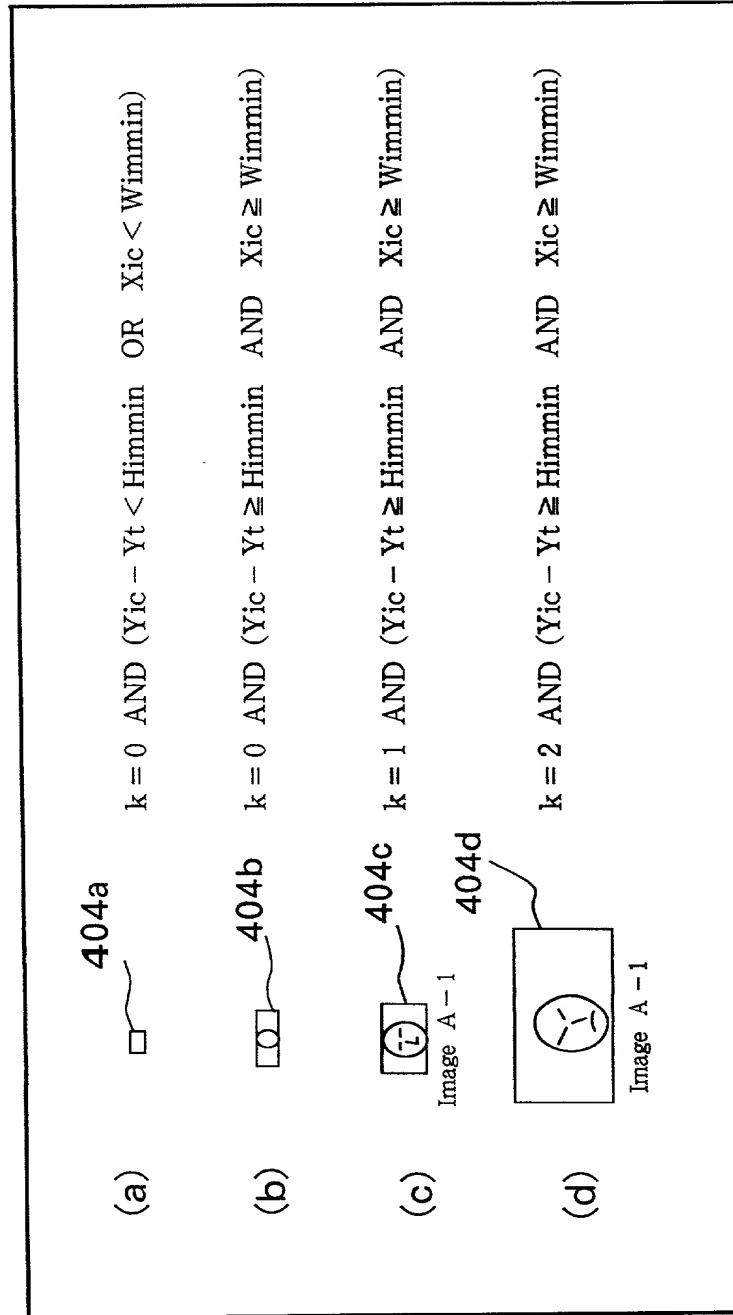 (a) 404a k = 0 AND (Yic − Yt < Himmin OR Xic < Wimmin)
(b) 404b k = 0 AND (Yic − Yt ≧ Himmin AND Xic ≧ Wimmin)
(c) 404c k = 1 AND (Yic − Yt ≧ Himmin AND Xic ≧ Wimmin)
Image A − 1
(d) 404d k = 2 AND (Yic − Yt ≧ Himmin AND Xic ≧ Wimmin)
Image A − 1